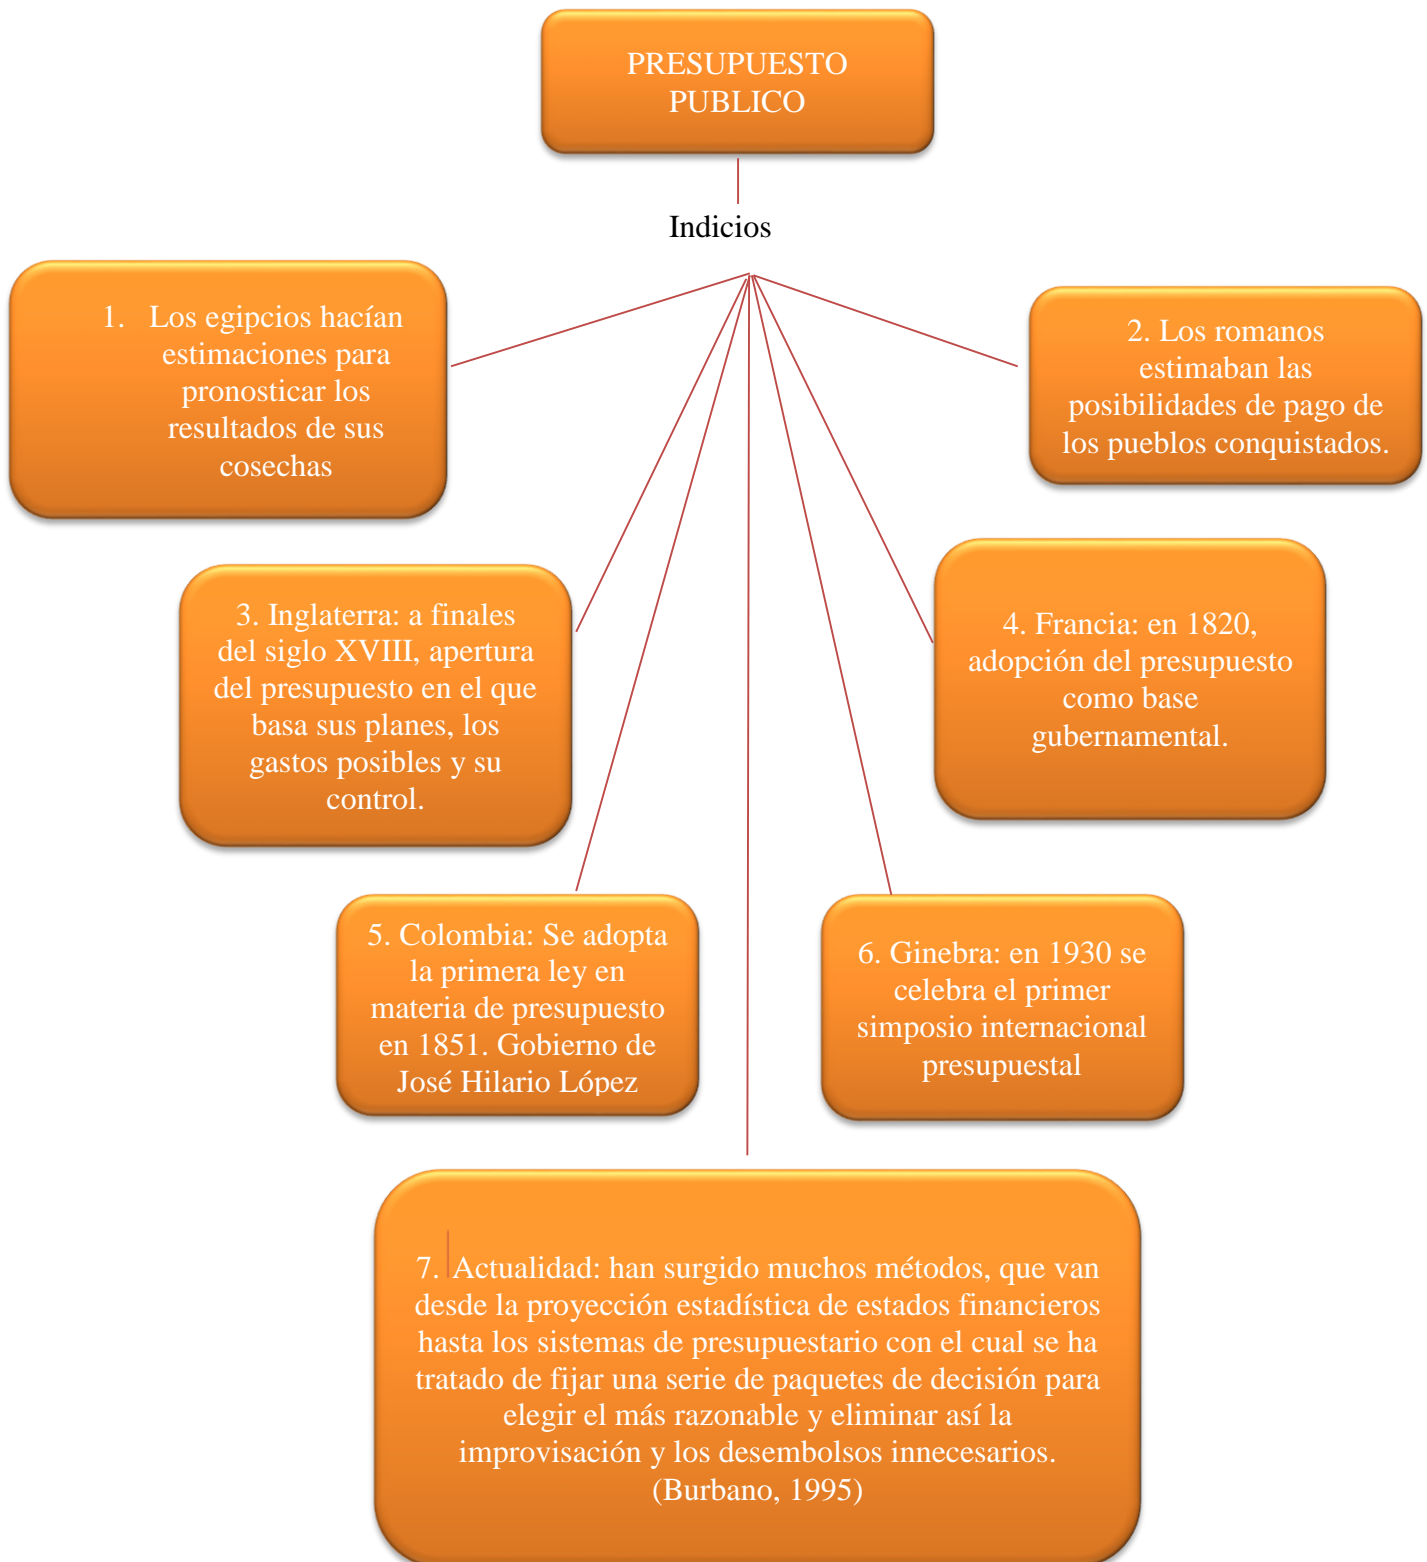 PRESUPUESTO
PUBLICO
Indicios
1. Los egipcios hacían
estimaciones para
pronosticar los
resultados de sus
cosechas
2. Los romanos
estimaban las
posibilidades de pago de
los pueblos conquistados.
3. Inglaterra: a finales
del siglo XVIII, apertura
del presupuesto en el que
basa sus planes, los
gastos posibles y su
control.
4. Francia: en 1820,
adopción del presupuesto
como base
gubernamental.
5. Colombia: Se adopta
la primera ley en
materia de presupuesto
en 1851. Gobierno de
José Hilario López
6. Ginebra: en 1930 se
celebra el primer
simposio internacional
presupuestal
7. Actualidad: han surgido muchos métodos, que van
desde la proyección estadística de estados financieros
hasta los sistemas de presupuestario con el cual se ha
tratado de fijar una serie de paquetes de decisión para
elegir el más razonable y eliminar así la
improvisación y los desembolsos innecesarios.
(Burbano, 1995)